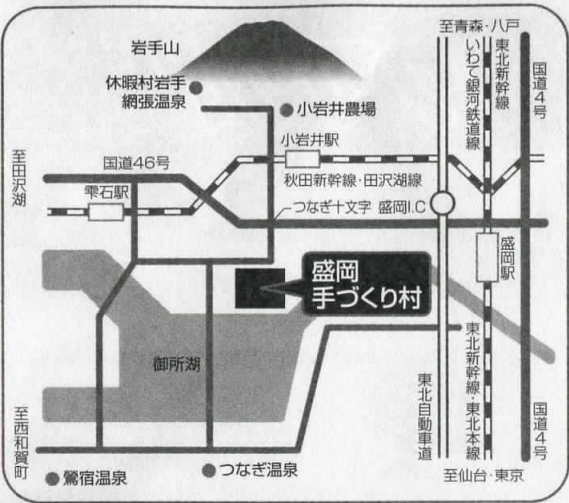 至青森・八戸
岩手山
東北新幹線
いわて銀河鉄道線
国道4号
休暇村岩手
網張温泉
小岩井農場
小岩井駅
至田沢湖
国道46号
秋田新幹線・田沢湖線
雫石駅
つなぎ十文字
盛岡I.C
盛岡駅
盛岡
手づくり村
御所湖
東北新幹線・東北本線
東北自動車道
国道4号
至西和賀町
鶯宿温泉
つなぎ温泉
至仙台・東京